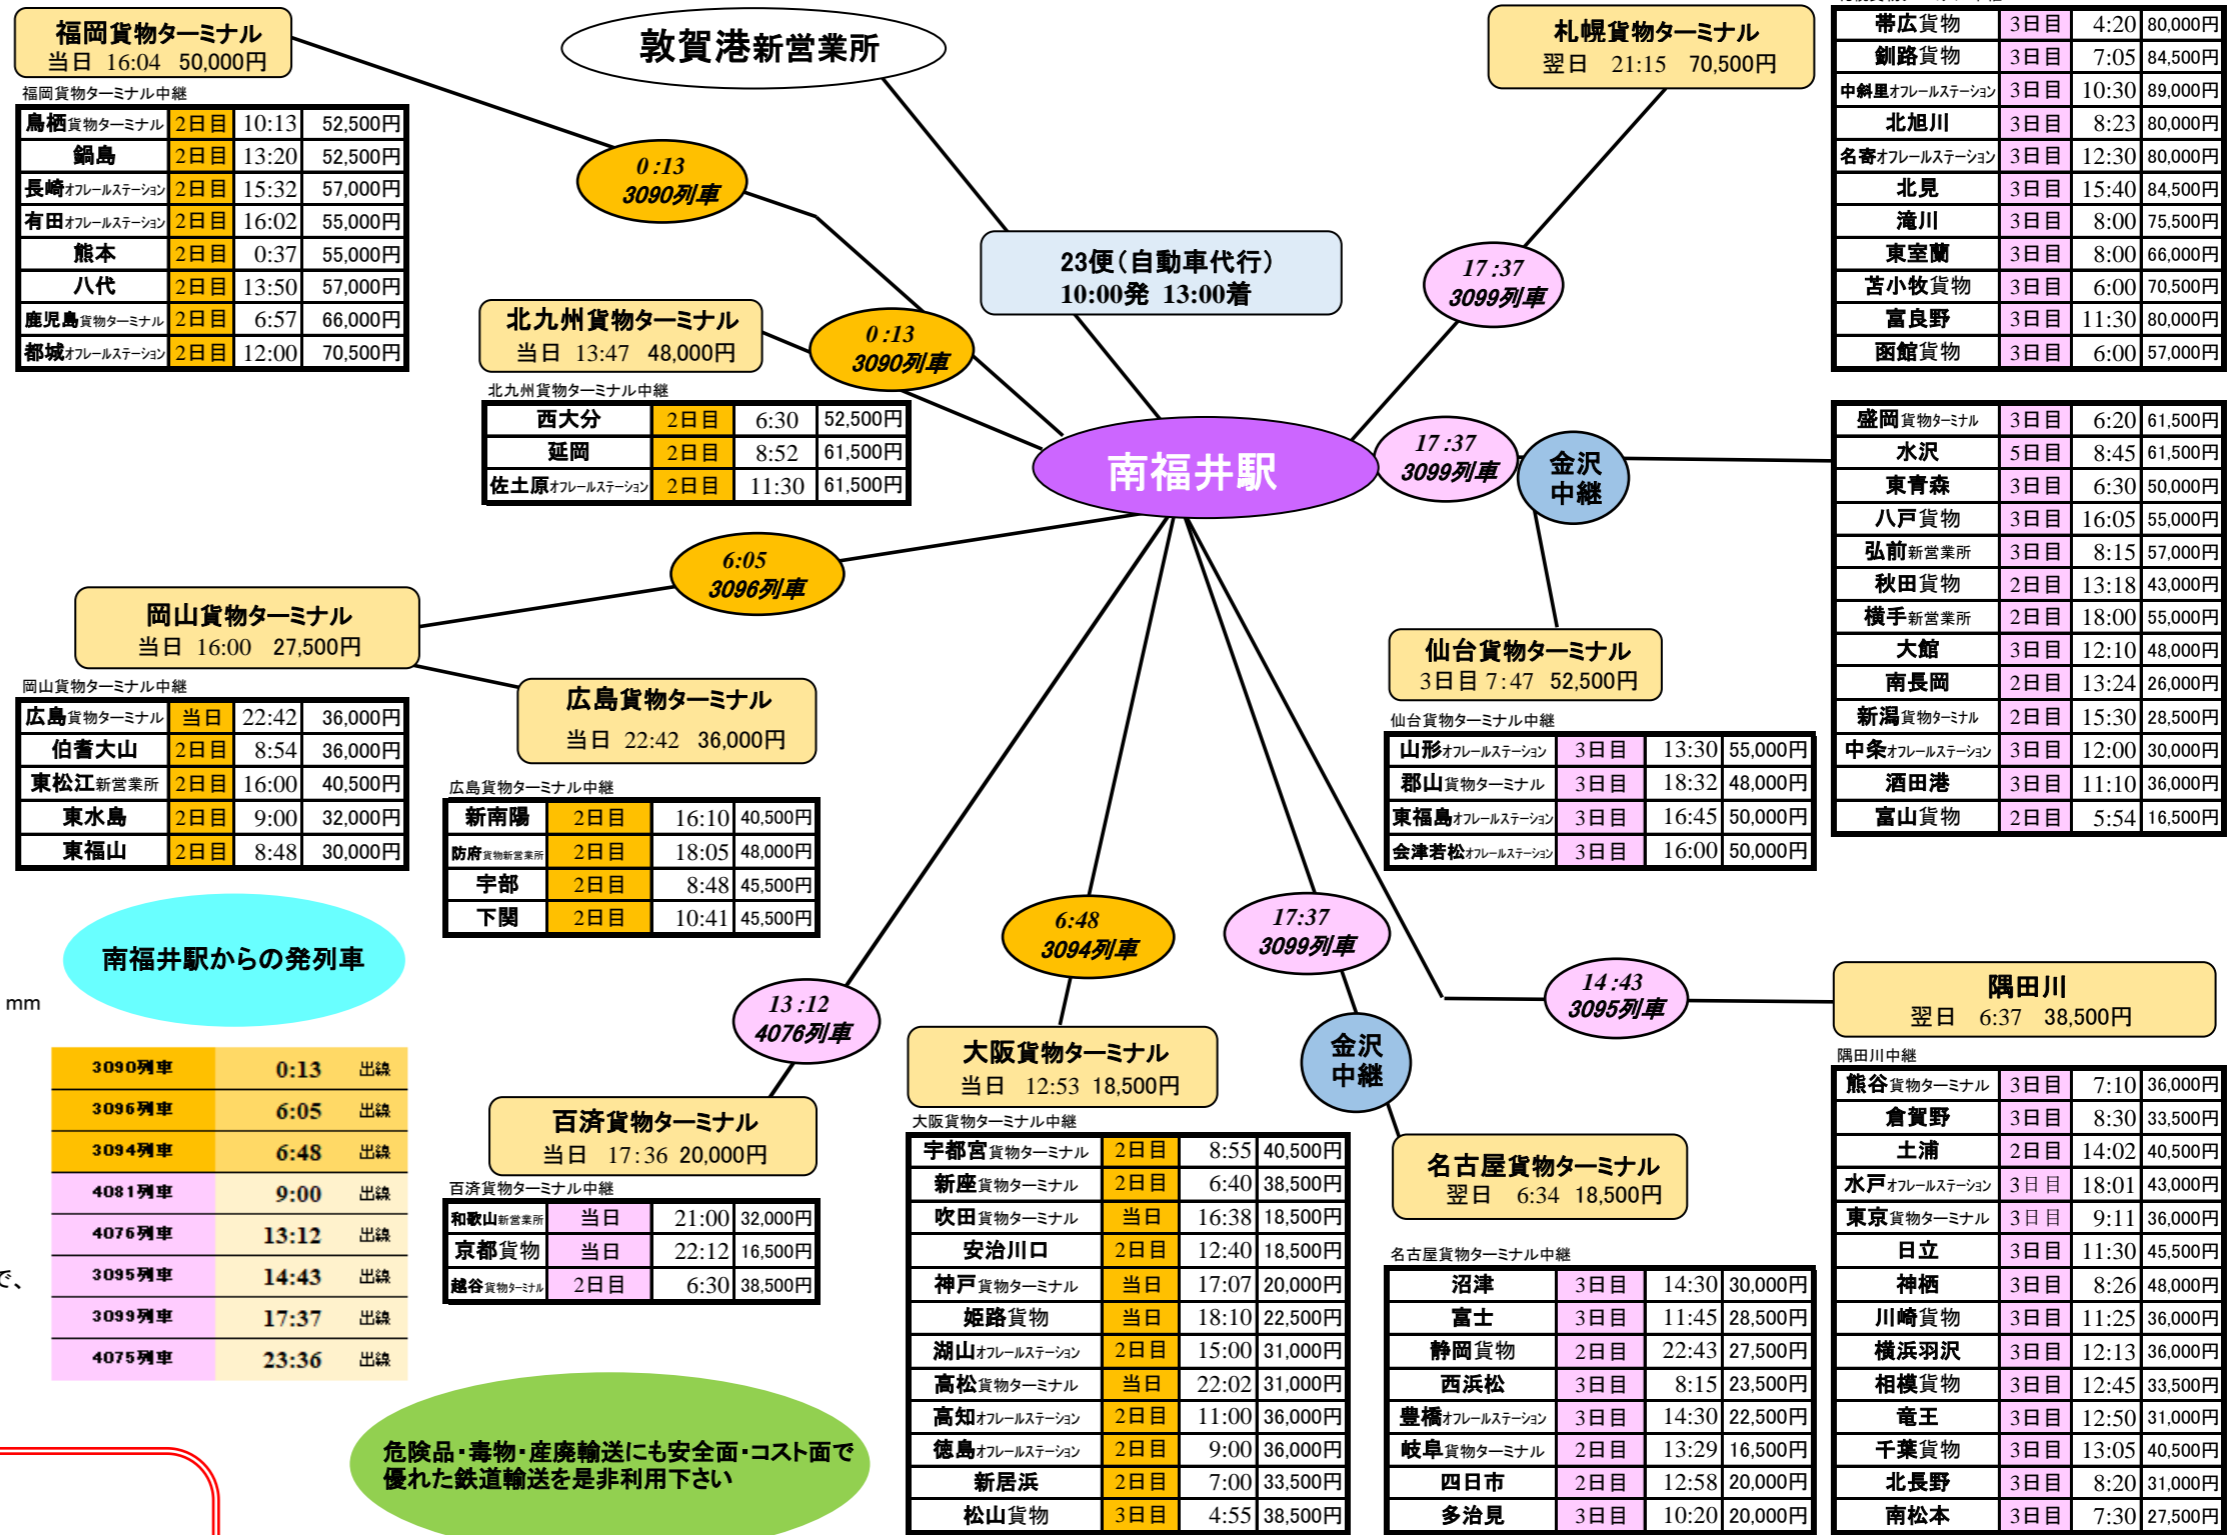 福岡貨物ターミナル
当日 16:04 50,000円
福岡貨物ターミナル中継
鳥栖貨物ターミナル 2日目 10:13 52,500円
鍋島 2日目 13:20 52,500円
長崎オフレールステーション 2日目 15:32 57,000円
有田オフレールステーション 2日目 16:02 55,000円
熊本 2日目 0:37 55,000円
八代 2日目 13:50 57,000円
鹿児島貨物ターミナル 2日目 6:57 66,000円
都城オフレールステーション 2日目 12:00 70,500円
敦賀港新営業所
0:13
3090列車
23便(自動車代行)
10:00発 13:00着
北九州貨物ターミナル
当日 13:47 48,000円
0:13
3090列車
北九州貨物ターミナル中継
西大分 2日目 6:30 52,500円
延岡 2日目 8:52 61,500円
佐土原オフレールステーション 2日目 11:30 61,500円
札幌貨物ターミナル
翌日 21:15 70,500円
17:37
3099列車
帯広貨物 3日目 4:20 80,000円
釧路貨物 3日目 7:05 84,500円
中斜里オフレールステーション 3日目 10:30 89,000円
北旭川 3日目 8:23 80,000円
名寄オフレールステーション 3日目 12:30 80,000円
北見 3日目 15:40 84,500円
滝川 3日目 8:00 75,500円
東室蘭 3日目 8:00 66,000円
苫小牧貨物 3日目 6:00 70,500円
富良野 3日目 11:30 80,000円
函館貨物 3日目 6:00 57,000円
南福井駅
17:37
3099列車
金沢
中継
盛岡貨物ターミナル 3日目 6:20 61,500円
水沢 5日目 8:45 61,500円
東青森 3日目 6:30 50,000円
八戸貨物 3日目 16:05 55,000円
弘前新営業所 3日目 8:15 57,000円
秋田貨物 2日目 13:18 43,000円
横手新営業所 2日目 18:00 55,000円
大館 3日目 12:10 48,000円
南長岡 2日目 13:24 26,000円
新潟貨物ターミナル 2日目 15:30 28,500円
中条オフレールステーション 3日目 12:00 30,000円
酒田港 3日目 11:10 36,000円
富山貨物 2日目 5:54 16,500円
仙台貨物ターミナル
3日目 7:47 52,500円
仙台貨物ターミナル中継
山形オフレールステーション 3日目 13:30 55,000円
郡山貨物ターミナル 3日目 18:32 48,000円
東福島オフレールステーション 3日目 16:45 50,000円
会津若松オフレールステーション 3日目 16:00 50,000円
6:05
3096列車
岡山貨物ターミナル
当日 16:00 27,500円
岡山貨物ターミナル中継
広島貨物ターミナル 当日 22:42 36,000円
伯耆大山 2日目 8:54 36,000円
東松江新営業所 2日目 16:00 40,500円
東水島 2日目 9:00 32,000円
東福山 2日目 8:48 30,000円
広島貨物ターミナル
当日 22:42 36,000円
広島貨物ターミナル中継
新南陽 2日目 16:10 40,500円
防府貨物新営業所 2日目 18:05 48,000円
宇部 2日目 8:48 45,500円
下関 2日目 10:41 45,500円
南福井駅からの発列車
mm
3090列車 0:13 出線
3096列車 6:05 出線
3094列車 6:48 出線
4081列車 9:00 出線
4076列車 13:12 出線
3095列車 14:43 出線
3099列車 17:37 出線
4075列車 23:36 出線
で、
13:12
4076列車
百済貨物ターミナル
当日 17:36 20,000円
百済貨物ターミナル中継
和歌山新営業所 当日 21:00 32,000円
京都貨物 当日 22:12 16,500円
越谷貨物ターミナル 2日目 6:30 38,500円
6:48
3094列車
大阪貨物ターミナル
当日 12:53 18,500円
大阪貨物ターミナル中継
宇都宮貨物ターミナル 2日目 8:55 40,500円
新座貨物ターミナル 2日目 6:40 38,500円
吹田貨物ターミナル 当日 16:38 18,500円
安治川口 2日目 12:40 18,500円
神戸貨物ターミナル 当日 17:07 20,000円
姫路貨物 当日 18:10 22,500円
湖山オフレールステーション 2日目 15:00 31,000円
高松貨物ターミナル 当日 22:02 31,000円
高知オフレールステーション 2日目 11:00 36,000円
徳島オフレールステーション 2日目 9:00 36,000円
新居浜 2日目 7:00 33,500円
松山貨物 3日目 4:55 38,500円
17:37
3099列車
金沢
中継
名古屋貨物ターミナル
翌日 6:34 18,500円
名古屋貨物ターミナル中継
沼津 3日目 14:30 30,000円
富士 3日目 11:45 28,500円
静岡貨物 2日目 22:43 27,500円
西浜松 3日目 8:15 23,500円
豊橋オフレールステーション 3日目 14:30 22,500円
岐阜貨物ターミナル 2日目 13:29 16,500円
四日市 2日目 12:58 20,000円
多治見 3日目 10:20 20,000円
14:43
3095列車
隅田川
翌日 6:37 38,500円
隅田川中継
熊谷貨物ターミナル 3日目 7:10 36,000円
倉賀野 3日目 8:30 33,500円
土浦 2日目 14:02 40,500円
水戸オフレールステーション 3日目 18:01 43,000円
東京貨物ターミナル 3日目 9:11 36,000円
日立 3日目 11:30 45,500円
神栖 3日目 8:26 48,000円
川崎貨物 3日目 11:25 36,000円
横浜羽沢 3日目 12:13 36,000円
相模貨物 3日目 12:45 33,500円
竜王 3日目 12:50 31,000円
千葉貨物 3日目 13:05 40,500円
北長野 3日目 8:20 31,000円
南松本 3日目 7:30 27,500円
危険品・毒物・産廃輸送にも安全面・コスト面で
優れた鉄道輸送を是非利用下さい